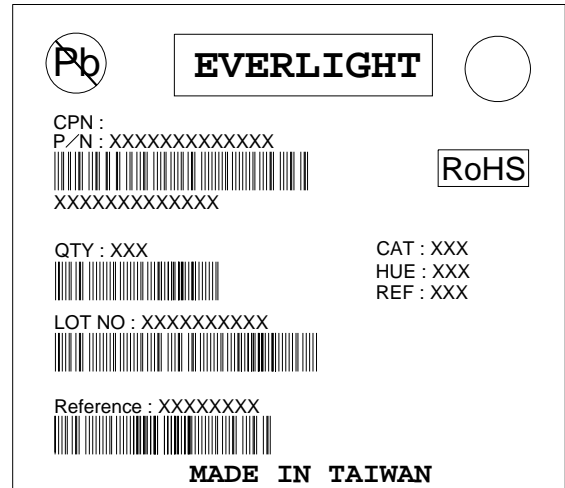 Pb
EVERLIGHT
CPN :
P/N : XXXXXXXXXXXXX
RoHS
XXXXXXXXXXXXX
QTY : XXX
CAT : XXX
HUE : XXX
REF : XXX
LOT NO : XXXXXXXXXX
Reference : XXXXXXXX
MADE IN TAIWAN